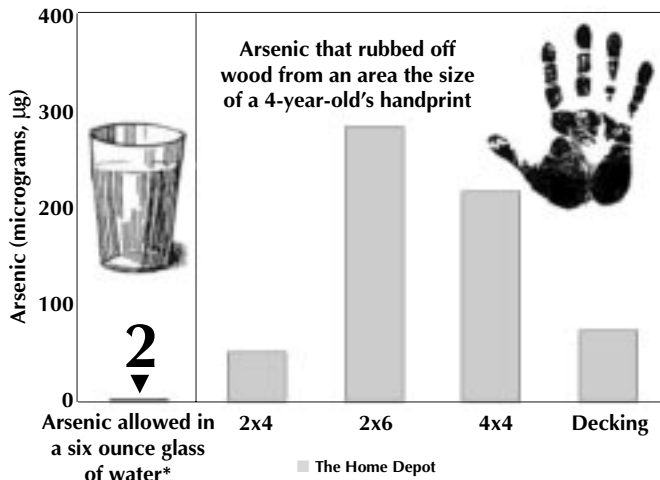 400
300
200
100
0
Arsenic (micrograms, µg)
Arsenic that rubbed off
wood from an area the size
of a 4-year-old's handprint
2
Arsenic allowed in
a six ounce glass
of water*
2x4
2x6
4x4
Decking
The Home Depot